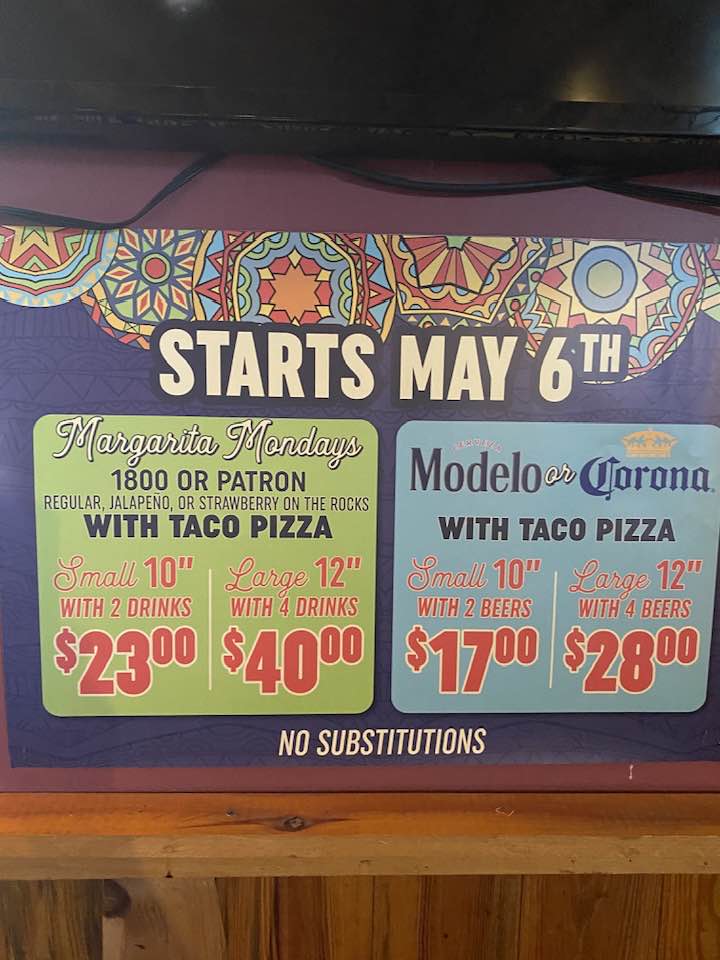 STARTS MAY 6TH
Margarita Mondays
1800 OR PATRON
REGULAR, JALAPEÑO, OR STRAWBERRY ON THE ROCKS
WITH TACO PIZZA
Small 10"
WITH 2 DRINKS
$2300
Large 12"
WITH 4 DRINKS
$4000
CERVEZA
Modelo or Corona
WITH TACO PIZZA
Small 10"
WITH 2 BEERS
$1700
Large 12"
WITH 4 BEERS
$2800
NO SUBSTITUTIONS